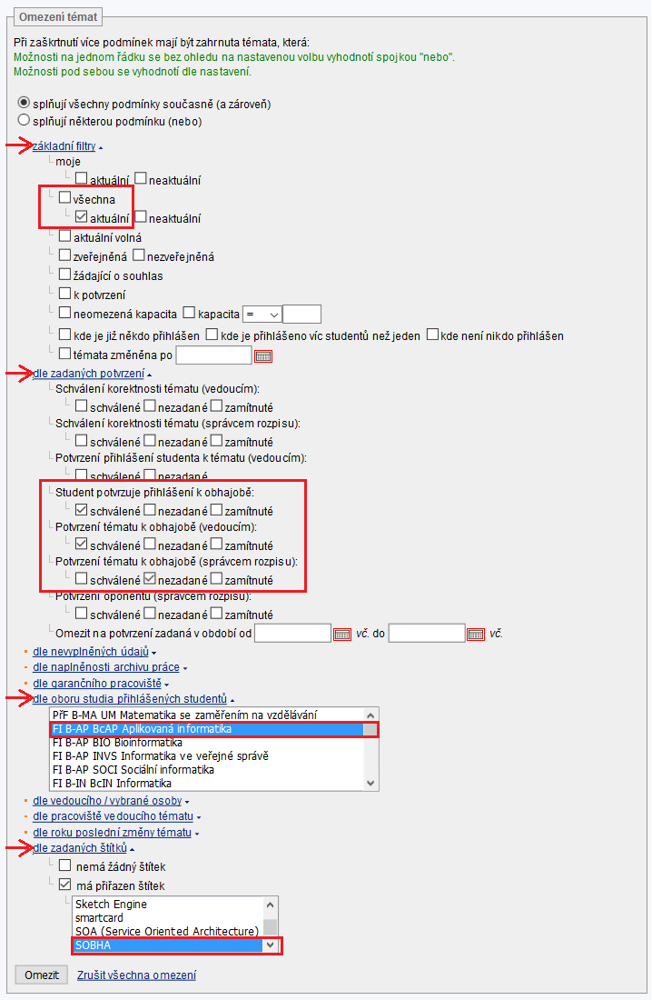 Omezení témat
Při zaškrtnutí více podmínek mají být zahrnuta témata, která:
Možnosti na jednom řádku se bez ohledu na nastavenou volbu vyhodnotí spojkou "nebo".
Možnosti pod sebou se vyhodnotí dle nastavení.
splňují všechny podmínky současně (a zároveň)
splňují některou podmínku (nebo)
základní filtry
moje
aktuální neaktuální
všechna
aktuální neaktuální
aktuální volná
zveřejněná nezveřejněná
žádající o souhlas
k potvrzení
neomezená kapacita kapacita =
kde je již někdo přihlášen kde je přihlášeno víc studentů než jeden kde není nikdo přihlášen
témata změněna po
dle zadaných potvrzení
Schválení korektnosti tématu (vedoucím):
schválené nezadané zamítnuté
Schválení korektnosti tématu (správcem rozpisu):
schválené nezadané zamítnuté
Potvrzení přihlášení studenta k tématu (vedoucím):
schválené nezadané
Student potvrzuje přihlášení k obhajobě:
schválené nezadané zamítnuté
Potvrzení tématu k obhajobě (vedoucím):
schválené nezadané zamítnuté
Potvrzení tématu k obhajobě (správcem rozpisu):
schválené nezadané zamítnuté
Potvrzení oponentů (správcem rozpisu):
schválené nezadané zamítnuté
Omezit na potvrzení zadaná v období od vč. do vč.
dle nevyplněných údajů
dle naplněnosti archivu práce
dle garančního pracoviště
dle oboru studia přihlášených studentů
PřF B-MA UM Matematika se zaměřením na vzdělávání
FI B-AP BcAP Aplikovaná informatika
FI B-AP BIO Bioinformatika
FI B-AP INVS Informatika ve veřejné správě
FI B-AP SOCI Sociální informatika
FI B-IN BcIN Informatika
dle vedoucího / vybrané osoby
dle pracoviště vedoucího tématu
dle roku poslední změny tématu
dle zadaných štítků
nemá žádný štítek
má přiřazen štítek
Sketch Engine
smartcard
SOA (Service Oriented Architecture)
SOBHA
Omezit Zrušit všechna omezení